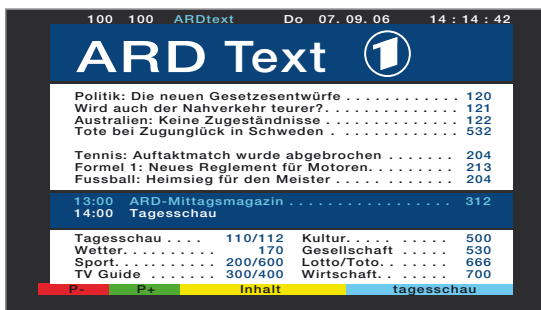 100 100 ARDtext Do 07. 09. 06 14 : 14 : 42
ARD Text 1
Politik: Die neuen Gesetzesentwürfe . . . . . . . . . . . . 120
Wird auch der Nahverkehr teurer?. . . . . . . . . . . . . . 121
Australien: Keine Zugeständnisse . . . . . . . . . . . . . 122
Tote bei Zugunglück in Schweden . . . . . . . . . . . . . 532
Tennis: Auftaktmatch wurde abgebrochen . . . . . . . 204
Formel 1: Neues Reglement für Motoren. . . . . . . . . 213
Fussball: Heimsieg für den Meister . . . . . . . . . . . . 204
13:00 ARD-Mittagsmagazin . . . . . . . . . . . . . . . . . 312
14:00 Tagesschau
Tagesschau . . . . 110/112 Kultur. . . . . . . . . . 500
Wetter. . . . . . . . . . 170 Gesellschaft . . . . . 530
Sport. . . . . . . . . . 200/600 Lotto/Toto. . . . . . 666
TV Guide . . . . . . . 300/400 Wirtschaft. . . . . . 700
P- P+ Inhalt tagesschau